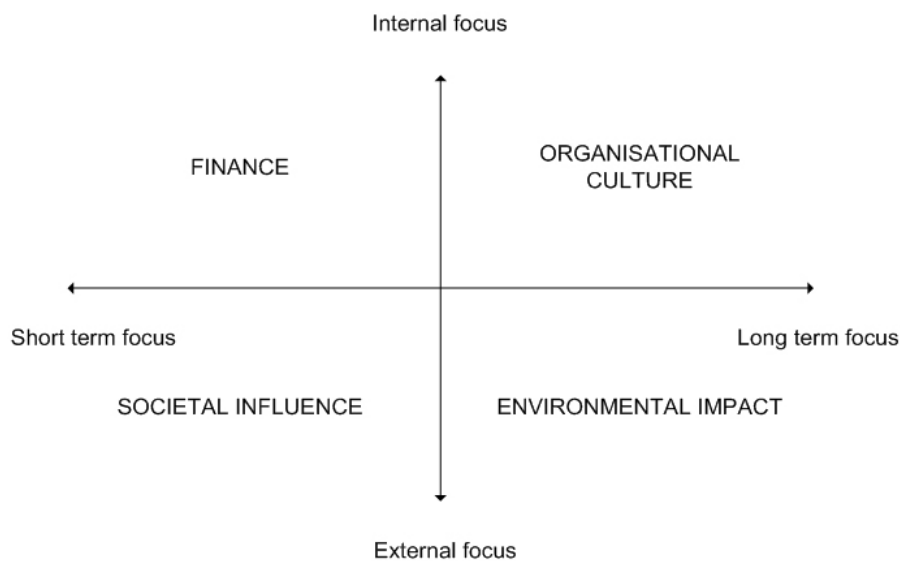 Internal focus
FINANCE
ORGANISATIONAL
CULTURE
Short term focus
Long term focus
SOCIETAL INFLUENCE
ENVIRONMENTAL IMPACT
External focus